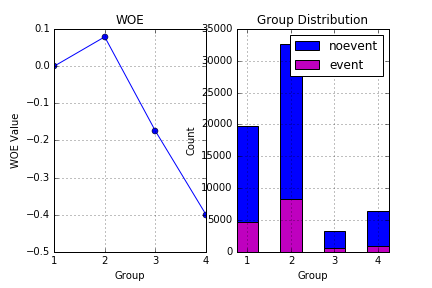 WOE
0.1
0.0
−0.1
−0.2
−0.3
−0.4
−0.5
WOE Value
1 2 3 4
Group
Group Distribution
35000
30000
25000
20000
15000
10000
5000
0
Count
noevent
event
1 2 3 4
Group